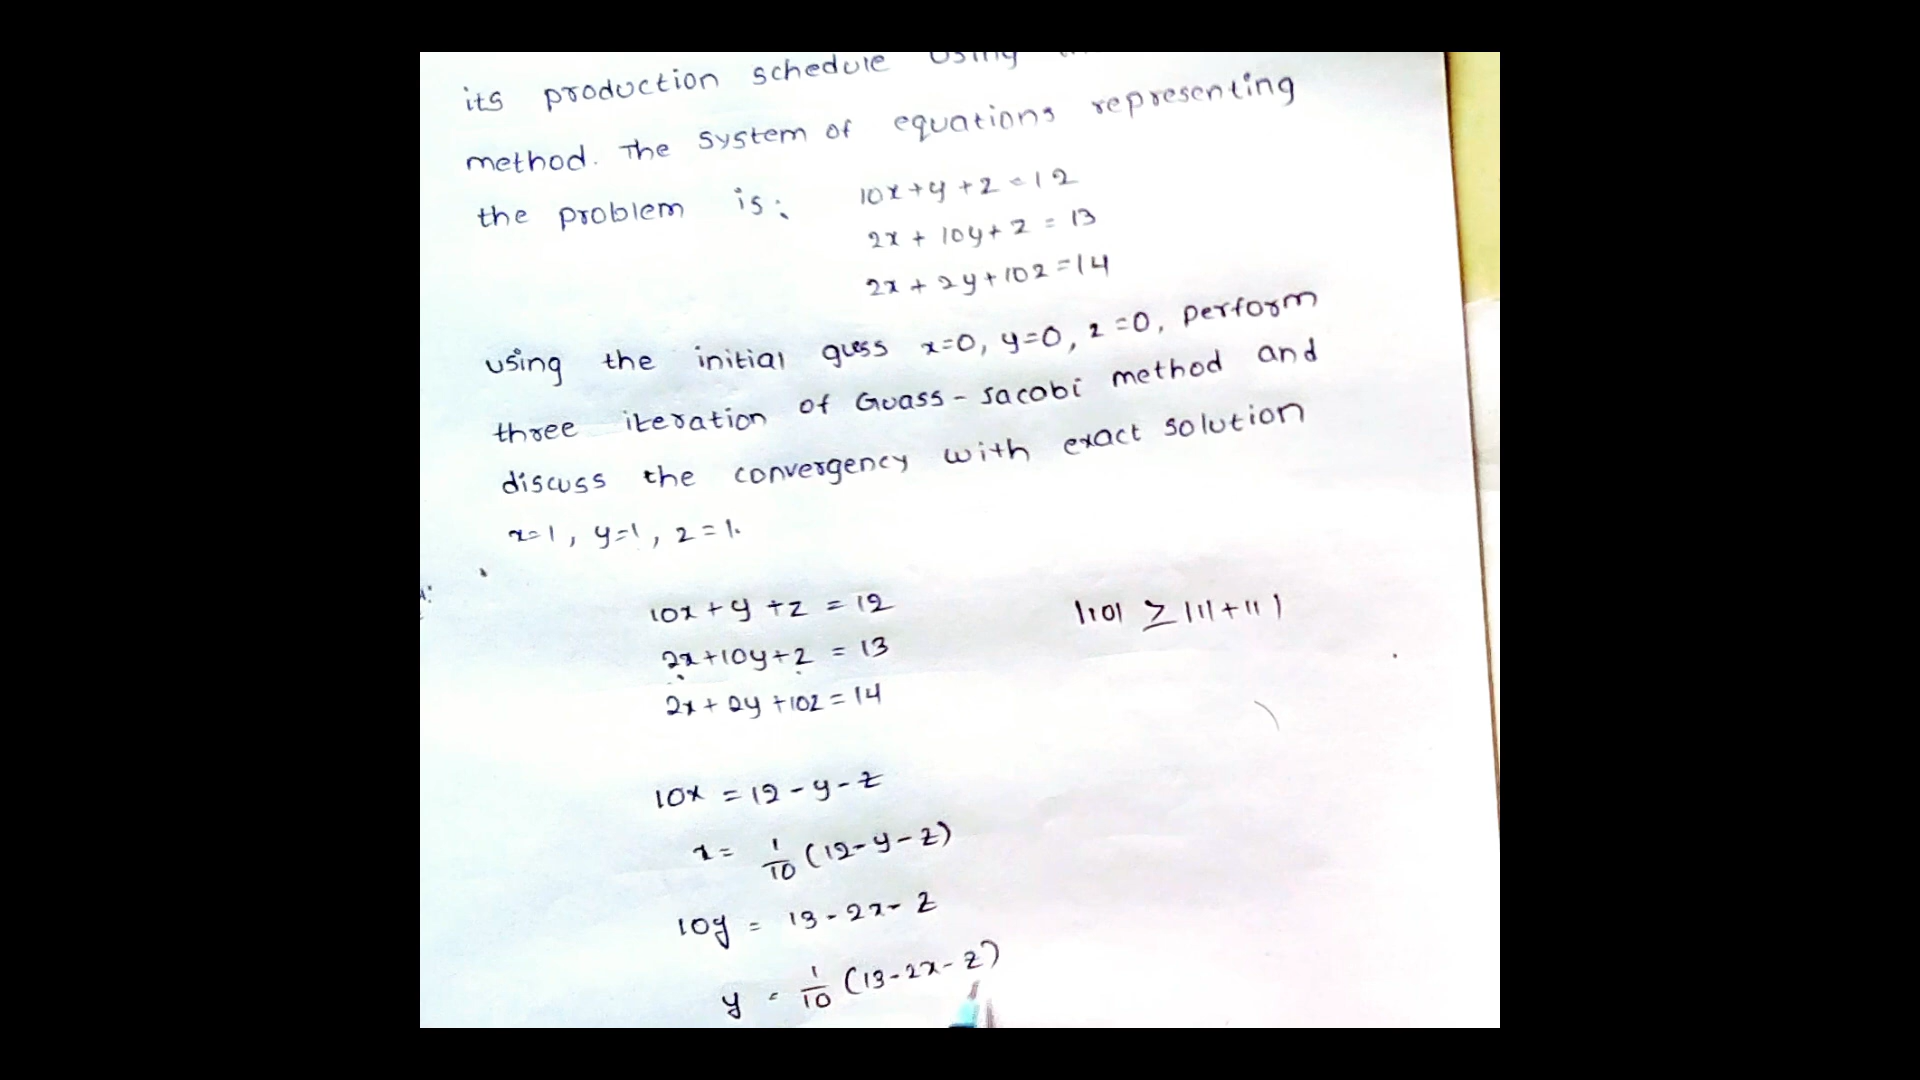 its production schedule using
method. The system of equations representing
the problem is: 10x+y+z=12
2x + 10y+z = 13
2x + 2y+10z=14
using the initial guess x=0, y=0, z=0, perform
three iteration of Guass-Jacobi method and
discuss the convergency with exact solution
x=1, y=1, z=1.
10x+y+z = 12 |10| ≥ |1|+|1|
2x+10y+z = 13
2x+2y+10z=14
10x = 12-y-z
x= 1/10 (12-y-z)
10y = 13-2x-z
y = 1/10 (13-2x-z)